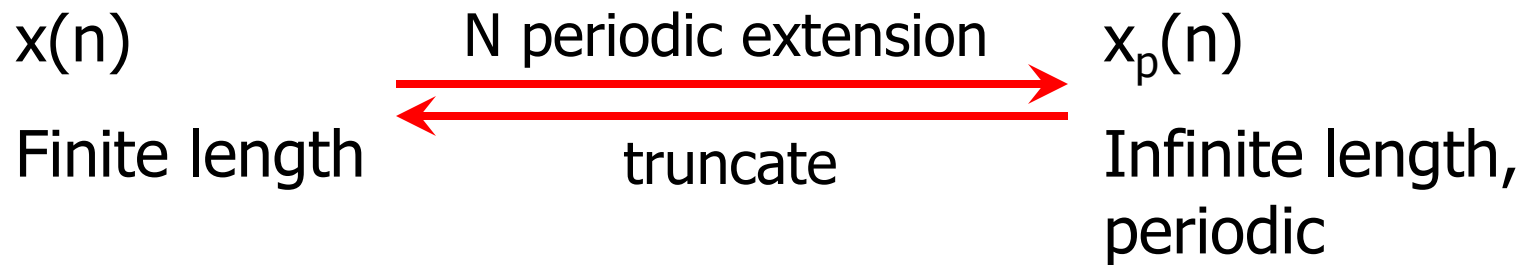 x(n)
N periodic extension
xₚ(n)
Finite length
truncate
Infinite length,
periodic